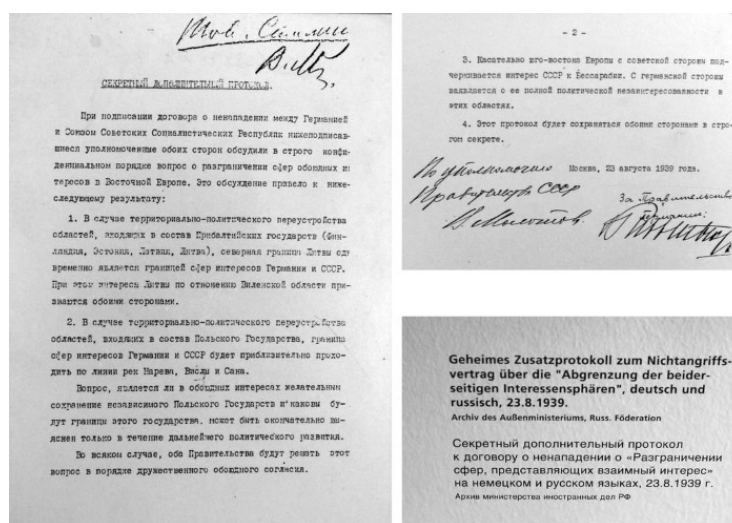 Тов. Сталин
СЕКРЕТНЫЙ ДОПОЛНИТЕЛЬНЫЙ ПРОТОКОЛ.
При подписании договора о ненападении между Германией
и Союзом Советских Социалистических Республик нижеподписав-
шиеся уполномоченные обоих сторон обсудили в строго конфи-
денциальном порядке вопрос о разграничении сфер обоюдных ин
тересов в Восточной Европе. Это обсуждение привело к ниже-
следующему результату:
1. В случае территориально-политического переустройства
областей, входящих в состав Прибалтийских государств (Фин-
ляндия, Эстония, Латвия, Литва), северная граница Литвы одн
временно является границей сфер интересов Германии и СССР.
При этом интересы Литвы по отношению Виленской области при-
знаются обоими сторонами.
2. В случае территориально-политического переустройства
областей, входящих в состав Польского Государства, граница
сфер интересов Германии и СССР будет приблизительно прохо-
дить по линии рек Нарева, Вислы и Сана.
Вопрос, является ли в обоюдных интересах желательным
сохранение независимого Польского Государств и каковы бу-
дут границы этого государства, может быть окончательно вы-
яснен только в течение дальнейшего политического развития.
Во всяком случае, оба Правительства будут решать этот
вопрос в порядке дружественного обоюдного согласия.
- 2 -
3. Касательно юго-востока Европы с советской стороны под-
черкивается интерес СССР к Бессарабии. С германской стороны
заявляется о ее полной политической незаинтересованности в
этих областях.
4. Этот протокол будет сохраняться обоими сторонами в стро-
гом секрете.
По уполномочию
Москва, 23 августа 1939 года.
Правительства СССР
За Правительство
Германии:
В. Молотов
Geheimes Zusatzprotokoll zum Nichtangriffs-
vertrag über die "Abgrenzung der beider-
seitigen Interessensphären", deutsch und
russisch, 23.8.1939.
Archiv des Außenministeriums, Russ. Föderation
Секретный дополнительный протокол
к договору о ненападении о «Разграничении
сфер, представляющих взаимный интерес»
на немецком и русском языках, 23.8.1939 г.
Архив министерства иностранных дел РФ